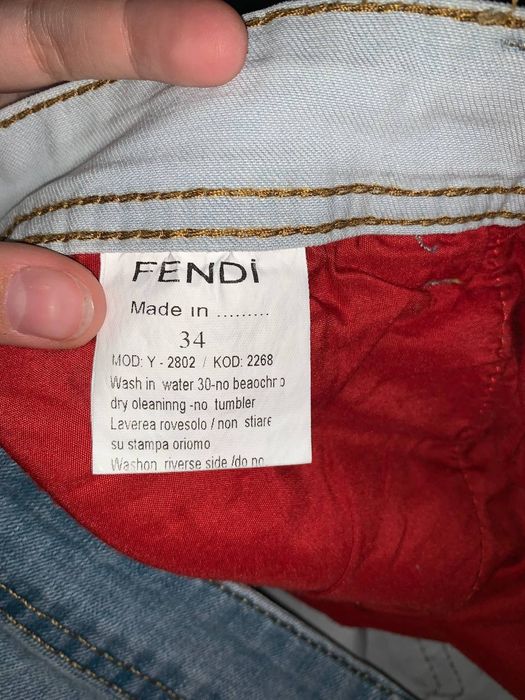 FENDİ
Made in .........
34
MOD: Y - 2802 / KOD: 2268
Wash in water 30-no beaochr
dry oleaninng -no tumbler
Laverea rovesolo / non stiare
su stampa oriomo
Washon riverse side /do no